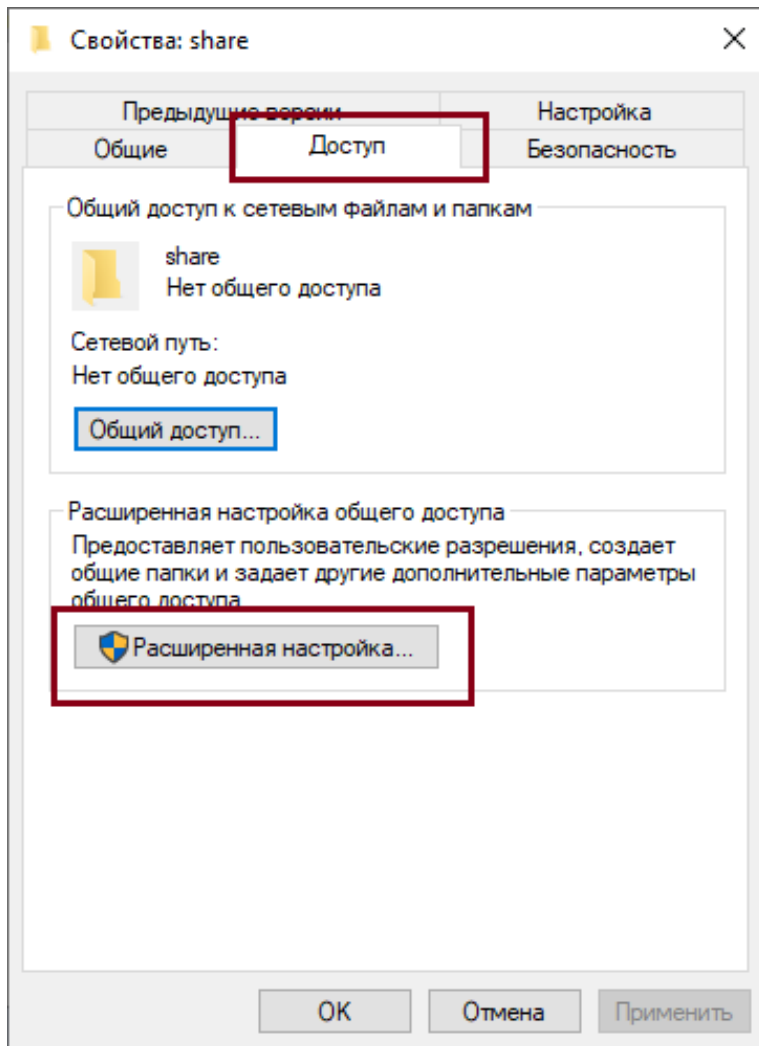 Свойства: share
Предыдущие версии
Настройка
Общие
Доступ
Безопасность
Общий доступ к сетевым файлам и папкам
share
Нет общего доступа
Сетевой путь:
Нет общего доступа
Общий доступ...
Расширенная настройка общего доступа
Предоставляет пользовательские разрешения, создает
общие папки и задает другие дополнительные параметры
общего доступа
Расширенная настройка...
OK
Отмена
Применить